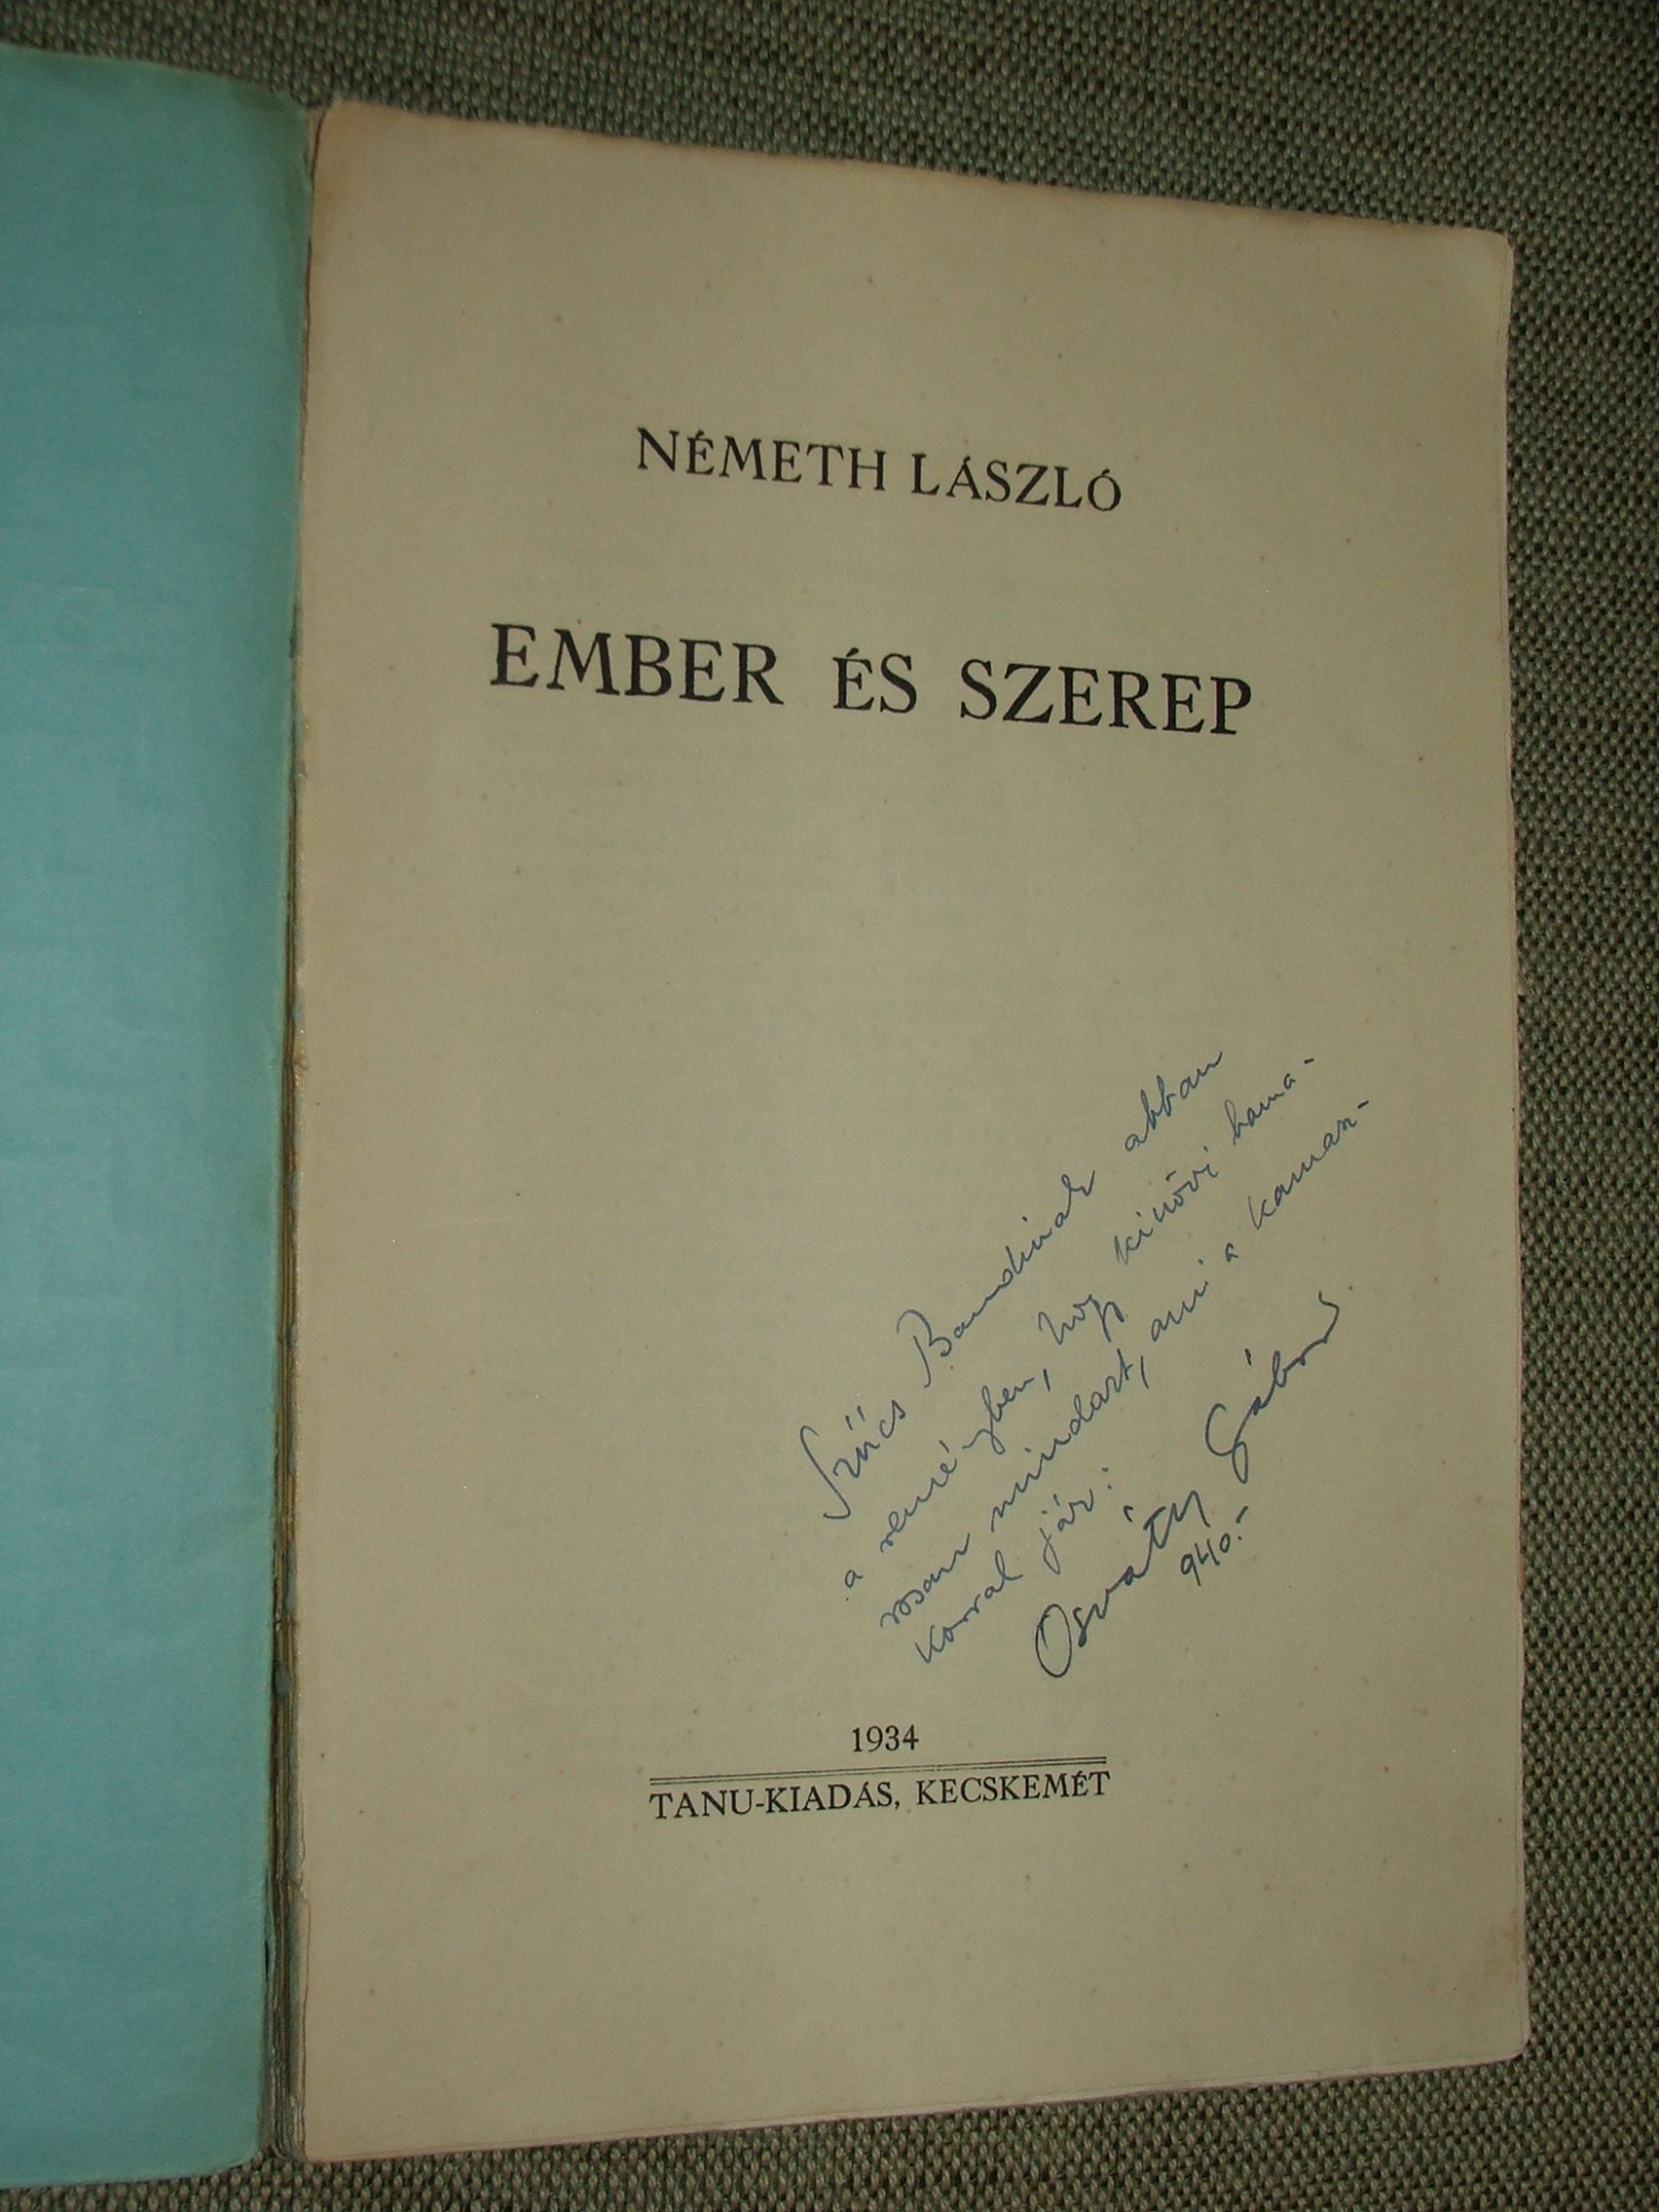 NÉMETH LÁSZLÓ
EMBER ÉS SZEREP
Szűcs Bandinak abban
a reményben, hogy kinövi hama-
rosan mindazt, ami a kamasz-
korral jár:
Osváth Gábor
940.-
1934
TANU-KIADÁS, KECSKEMÉT